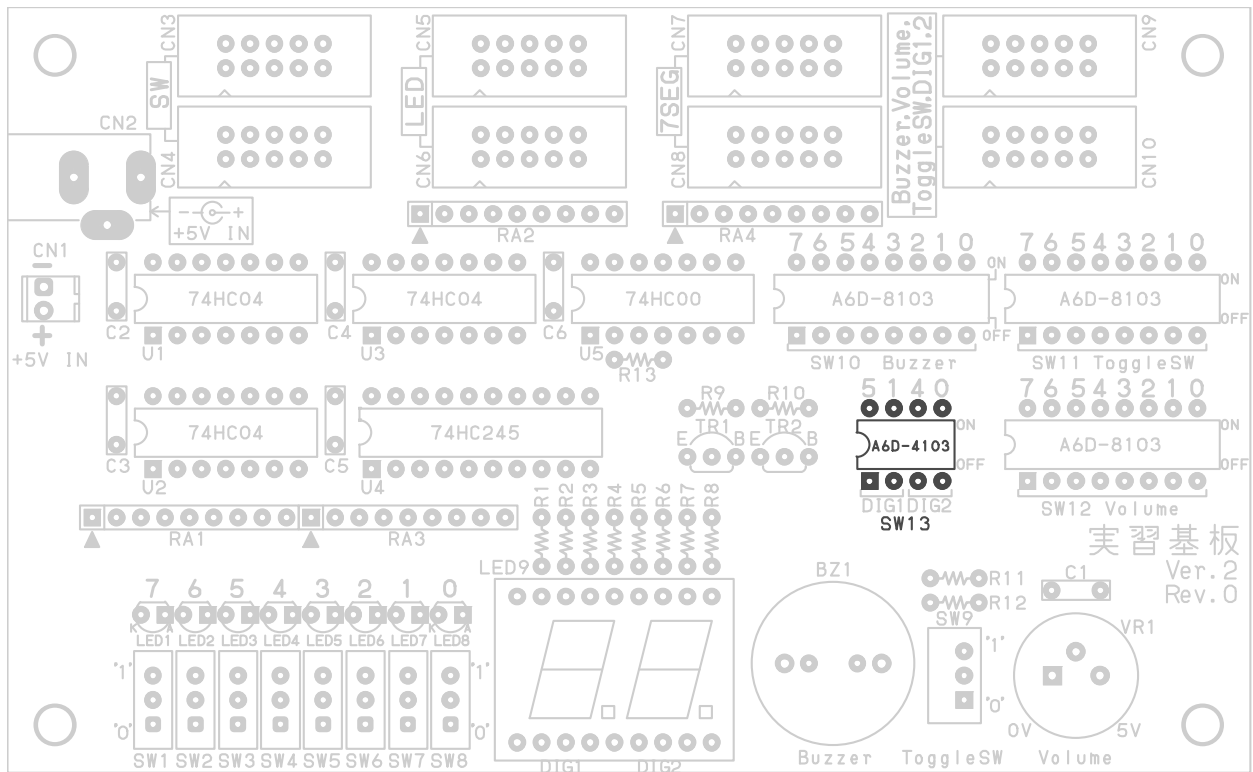 CN3
CN5
CN7
CN9
SW
LED
7SEG
Buzzer,Volume,
ToggleSW,DIG1,2
CN2
CN4
CN6
CN8
CN10
- +
+5V IN
RA2
RA4
CN1
-
+
+5V IN
7 6 5 4 3 2 1 0
7 6 5 4 3 2 1 0
74HC04
74HC04
74HC00
A6D-8103
A6D-8103
ON
OFF
ON
OFF
C2
C4
C6
U1
U3
U5
R13
SW10 Buzzer
SW11 ToggleSW
R9
R10
TR1
TR2
E B
E B
5 1 4 0
7 6 5 4 3 2 1 0
74HC04
74HC245
A6D-4103
A6D-8103
ON
OFF
ON
OFF
C3
C5
U2
U4
DIG1 DIG2
SW13
SW12 Volume
R1 R2 R3 R4 R5 R6 R7 R8
RA1
RA3
実習基板
Ver.2
Rev.0
LED9
BZ1
R11
R12
C1
SW9
VR1
7 6 5 4 3 2 1 0
K A
K A
LED1 LED2 LED3 LED4 LED5 LED6 LED7 LED8
'1'
'1'
'1'
'0'
'0'
'0'
0V
5V
SW1 SW2 SW3 SW4 SW5 SW6 SW7 SW8
DIG1
DIG2
Buzzer
ToggleSW
Volume